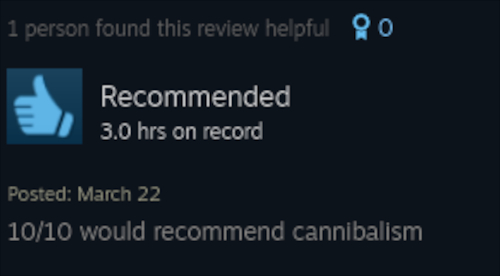 1 person found this review helpful 0
Recommended
3.0 hrs on record
Posted: March 22
10/10 would recommend cannibalism